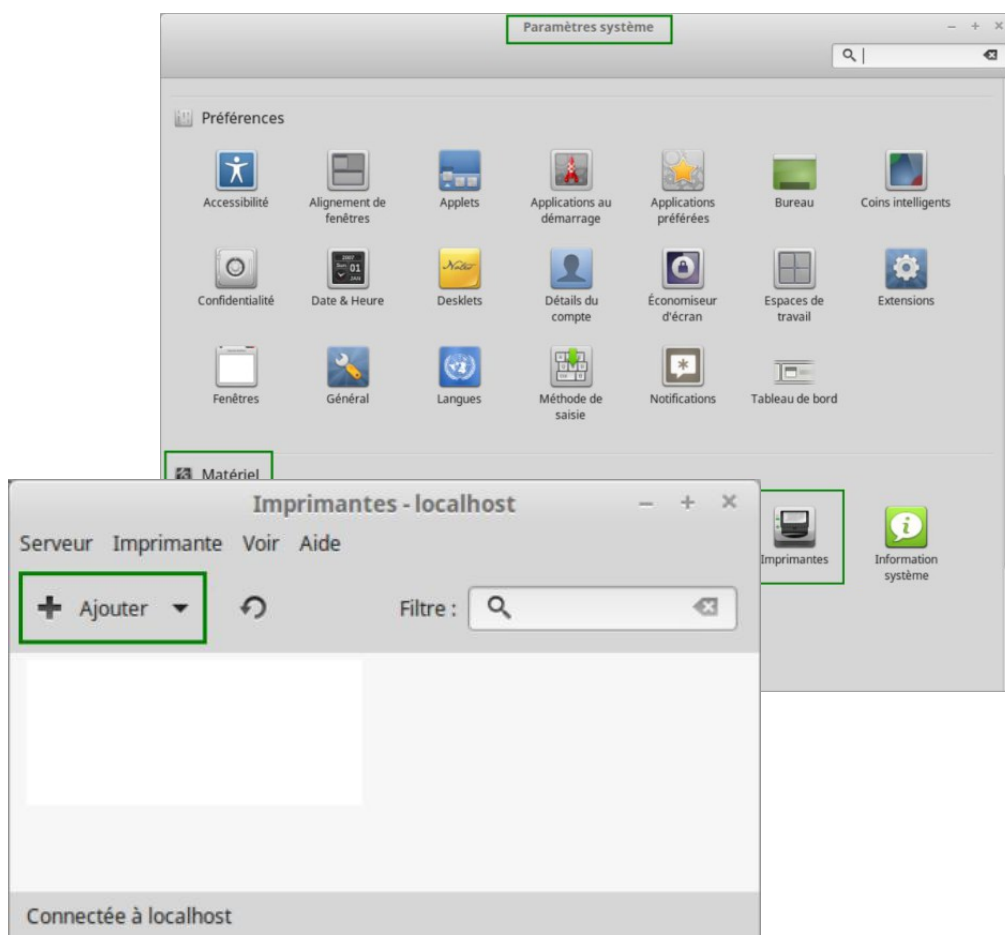 Paramètres système
Préférences
Accessibilité
Alignement de
fenêtres
Applets
Applications au
démarrage
Applications
préférées
Bureau
Coins intelligents
Confidentialité
Date & Heure
Desklets
Détails du
compte
Économiseur
d'écran
Espaces de
travail
Extensions
Fenêtres
Général
Langues
Méthode de
saisie
Notifications
Tableau de bord
Matériel
Imprimantes
Information
système
Imprimantes - localhost
Serveur Imprimante Voir Aide
Ajouter
Filtre :
Connectée à localhost